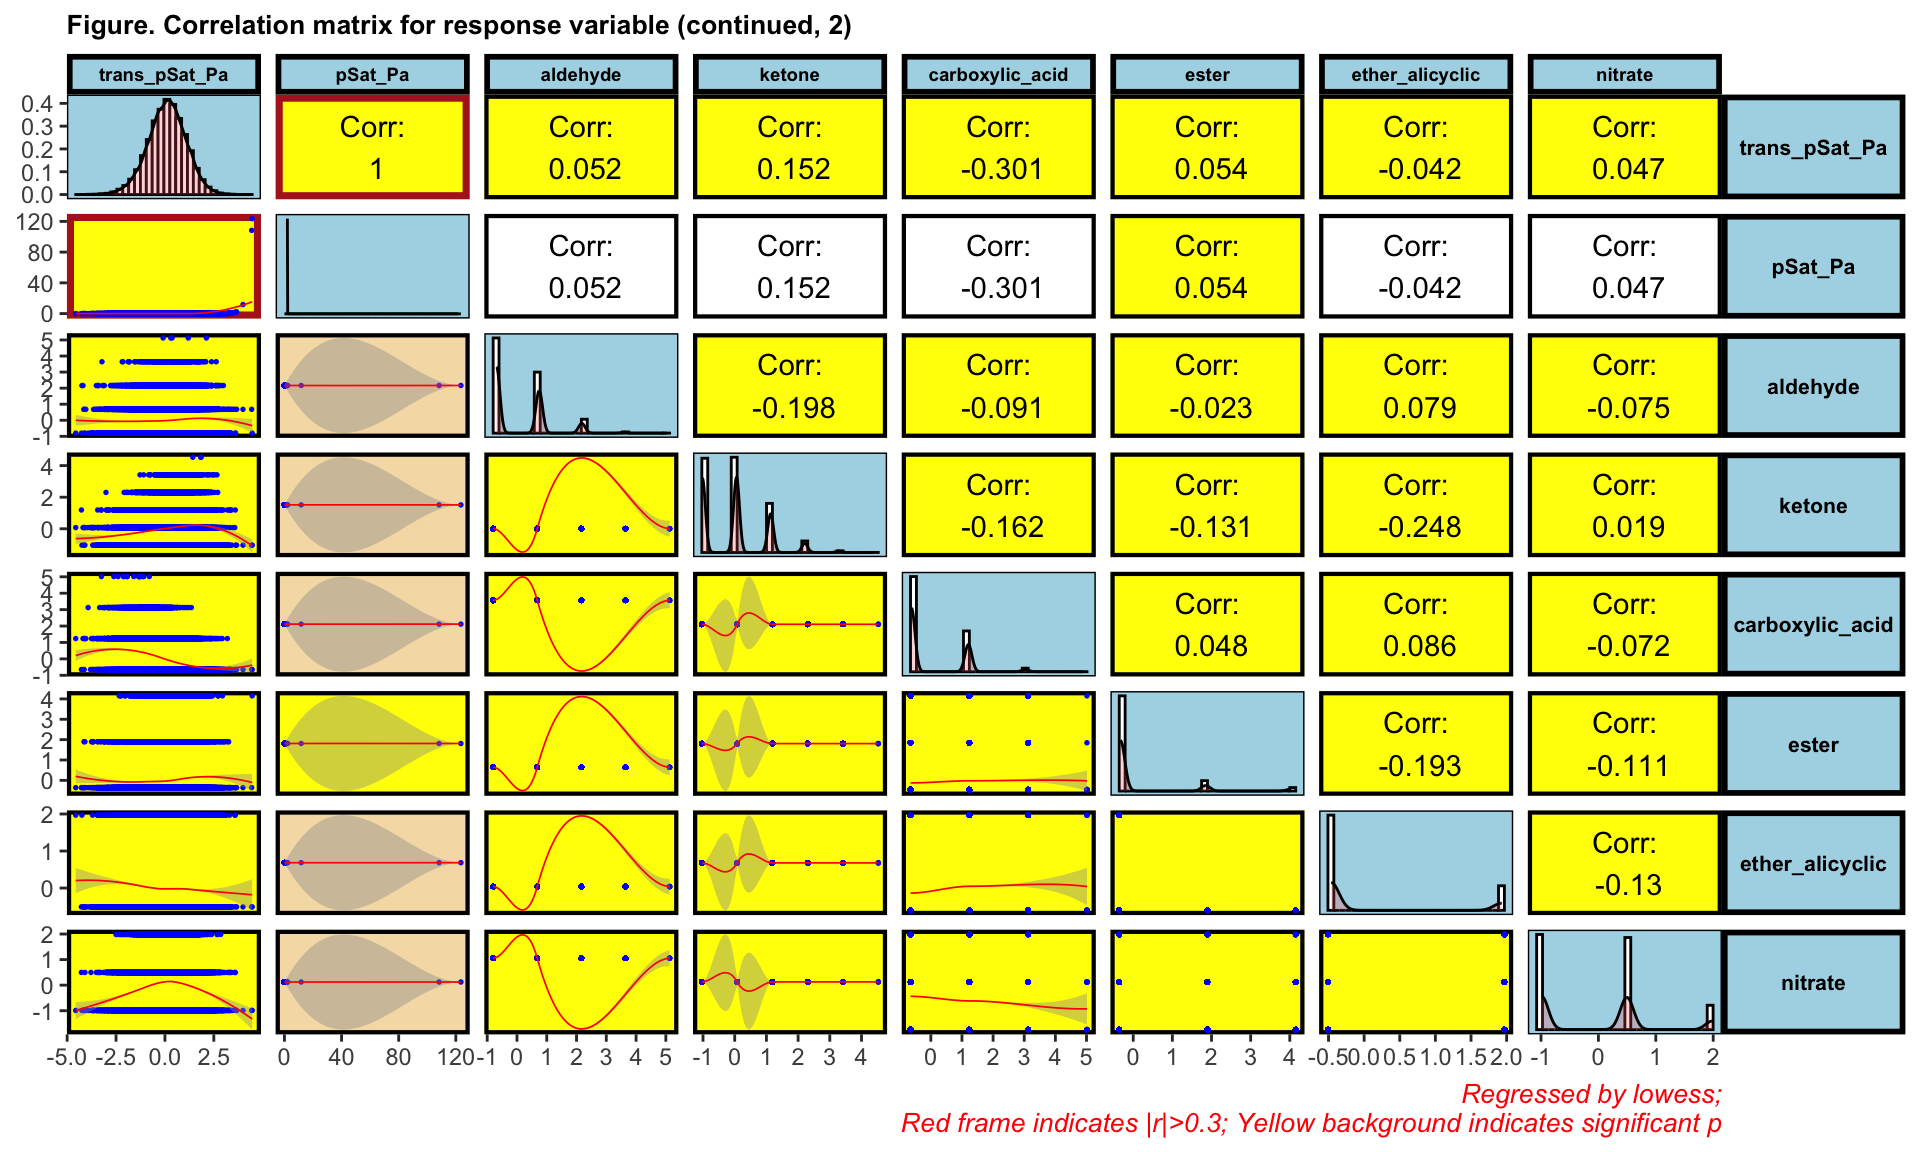 Figure. Correlation matrix for response variable (continued, 2)
trans_pSat_Pa pSat_Pa aldehyde ketone carboxylic_acid ester ether_alicyclic nitrate
0.4
0.3
0.2
0.1
0.0
Corr: Corr: Corr: Corr: Corr: Corr: Corr:
1 0.052 0.152 -0.301 0.054 -0.042 0.047
trans_pSat_Pa
120
80
40
0
Corr: Corr: Corr: Corr: Corr: Corr:
0.052 0.152 -0.301 0.054 -0.042 0.047
pSat_Pa
5
4
3
2
1
0
-1
Corr: Corr: Corr: Corr: Corr:
-0.198 -0.091 -0.023 0.079 -0.075
aldehyde
4
2
0
Corr: Corr: Corr: Corr:
-0.162 -0.131 -0.248 0.019
ketone
5
4
3
2
1
0
-1
Corr: Corr: Corr:
0.048 0.086 -0.072
carboxylic_acid
4
3
2
1
0
Corr: Corr:
-0.193 -0.111
ester
2
1
0
Corr:
-0.13
ether_alicyclic
2
1
0
-1
nitrate
-5.0 -2.5 0.0 2.5 0 40 80 120 -1 0 1 2 3 4 5 -1 0 1 2 3 4 0 1 2 3 4 5 0 1 2 3 4 -0.5 0.0 0.5 1.0 1.5 2.0 -1 0 1 2
Regressed by lowess;
Red frame indicates |r|>0.3; Yellow background indicates significant p